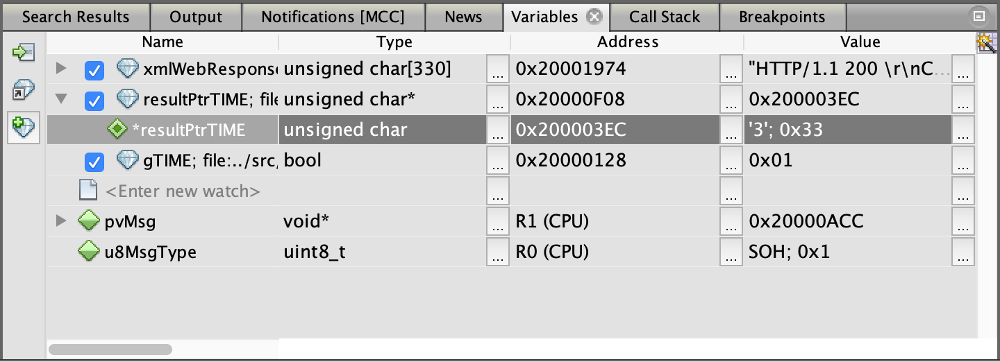 Search Results Output Notifications [MCC] News Variables Call Stack Breakpoints
Name Type Address Value
xmlWebRespons unsigned char[330] ... 0x20001974 ... "HTTP/1.1 200 \r\nC... ...
resultPtrTIME; file unsigned char* ... 0x20000F08 ... 0x200003EC ...
*resultPtrTIME unsigned char ... 0x200003EC ... '3'; 0x33 ...
gTIME; file:../src, bool ... 0x20000128 ... 0x01 ...
<Enter new watch> ... ... ...
pvMsg void* ... R1 (CPU) ... 0x20000ACC ...
u8MsgType uint8_t ... R0 (CPU) ... SOH; 0x1 ...